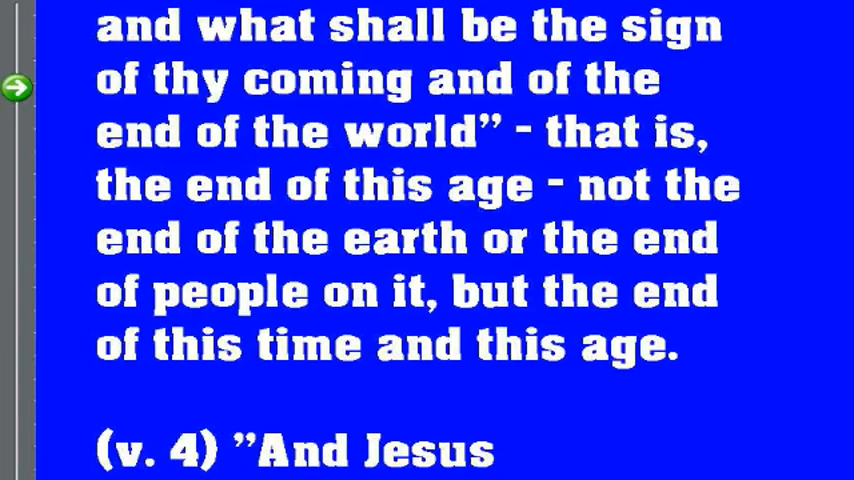 and what shall be the sign
of thy coming and of the
end of the world” - that is,
the end of this age - not the
end of the earth or the end
of people on it, but the end
of this time and this age.
(v. 4) ”And Jesus